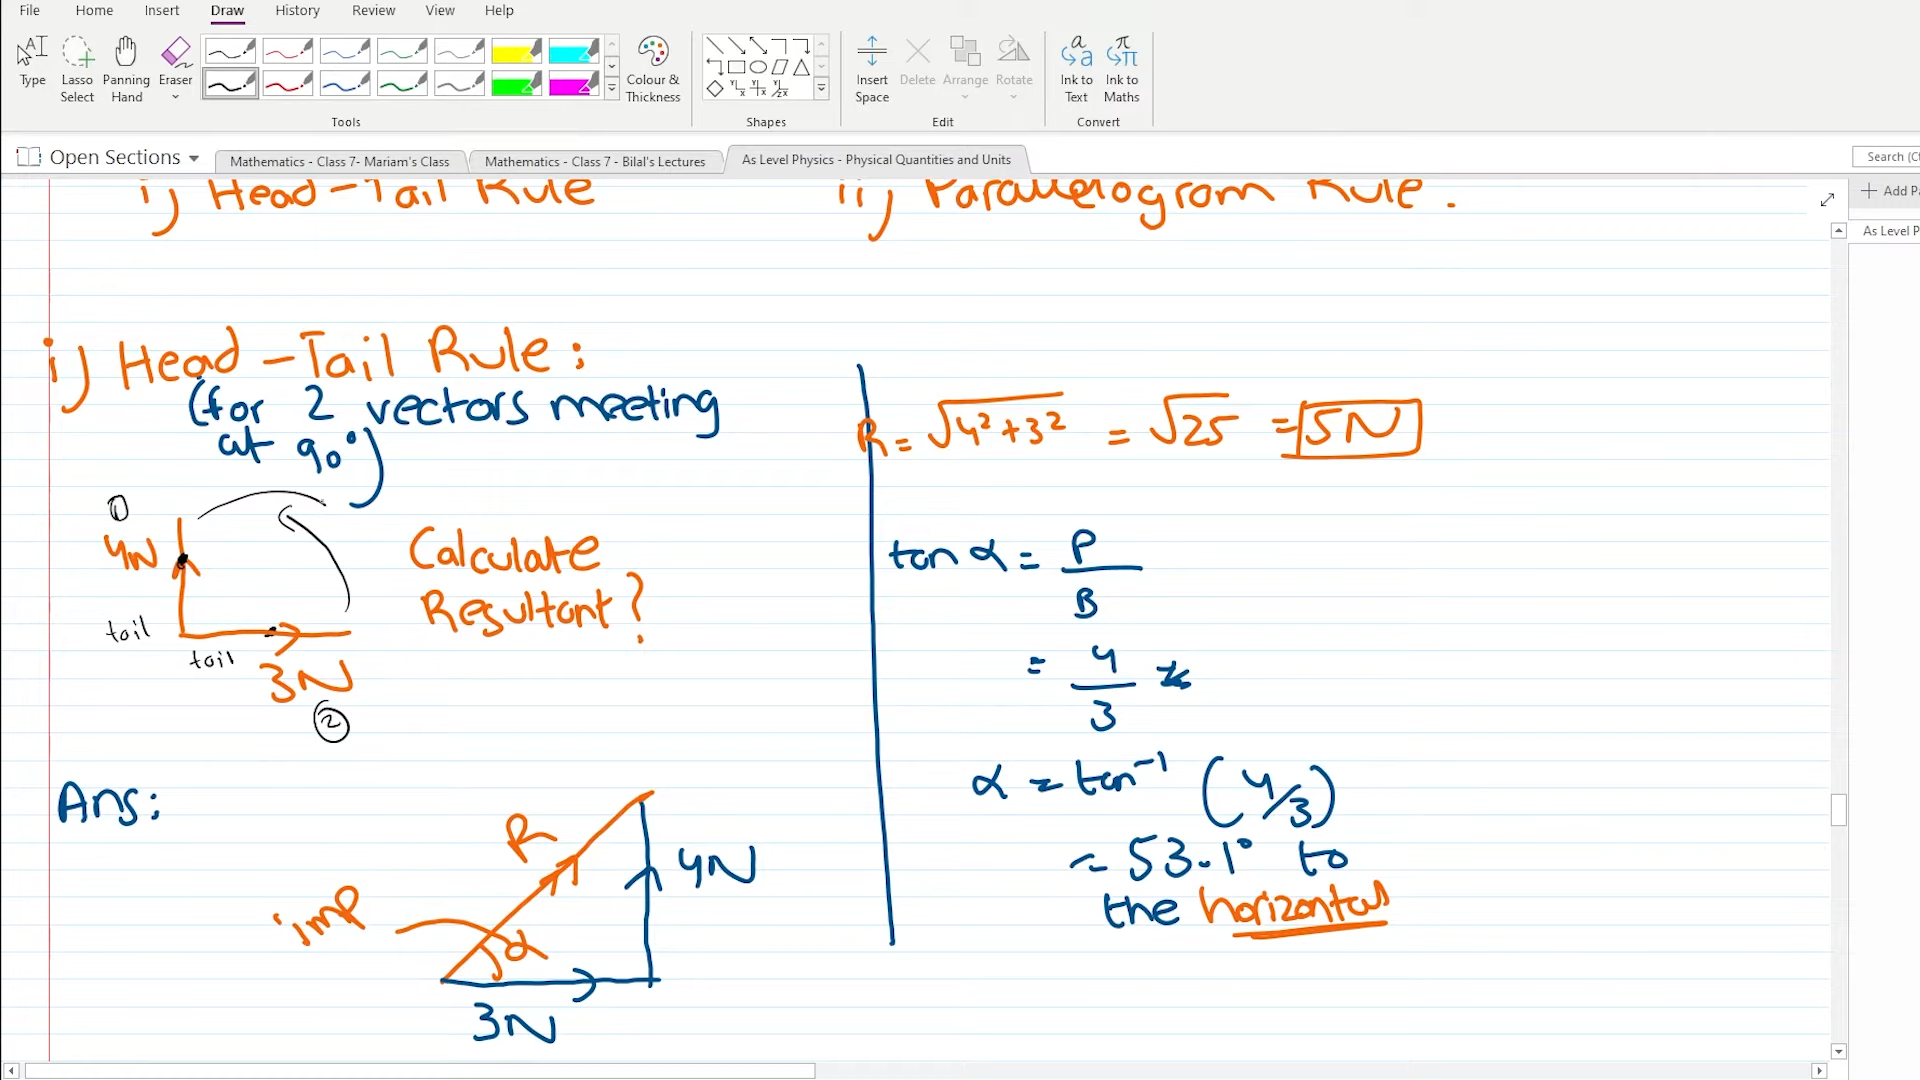 File Home Insert Draw History Review View Help
Type
Lasso Select
Panning Hand
Eraser
Colour & Thickness
Insert Space
Delete
Arrange
Rotate
Ink to Text
Ink to Maths
Tools
Shapes
Edit
Convert
Open Sections
Mathematics - Class 7- Mariam's Class
Mathematics - Class 7 - Bilal's Lectures
As Level Physics - Physical Quantities and Units
Search (Ct
Add Pa
As Level P
i) Head-Tail Rule
ii) Parallelogram Rule.
i) Head-Tail Rule:
(for 2 vectors meeting
at 90°)
1
4N
tail
tail
3N
2
Calculate
Resultant?
Ans:
R
4N
imp
α
3N
R = √4²+3² = √25 = 5N
tan α = P
B
= 4
3
α = tan⁻¹ (4/3)
= 53.1° to
the horizontal